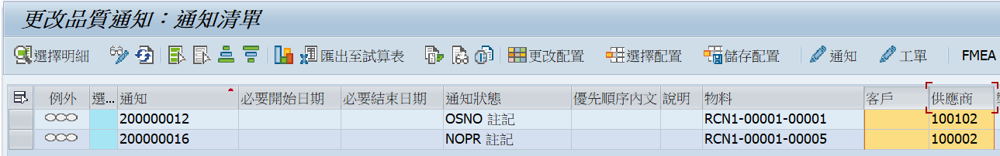 更改品質通知：通知清單
選擇明細 匯出至試算表 更改配置 選擇配置 儲存配置 通知 工單 FMEA
例外 選... 通知 必要開始日期 必要結束日期 通知狀態 優先順序內文 說明 物料 客戶 供應商
200000012 OSNO 註記 RCN1-00001-00001 100102
200000016 NOPR 註記 RCN1-00001-00005 100002